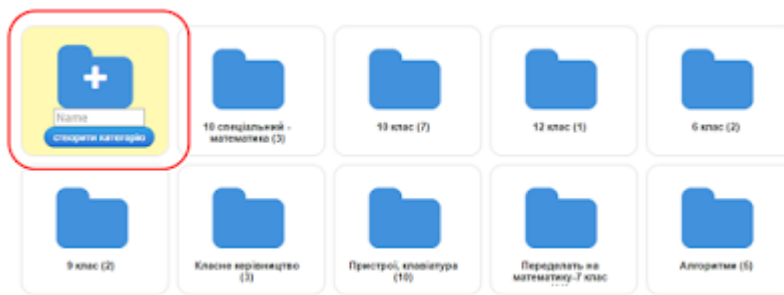 Name
створити категорію
10 спеціальний -
математика (3)
10 клас (7)
12 клас (1)
6 клас (2)
9 клас (2)
Класне керівництво
(3)
Пристрої, клавіатура
(10)
Переделать на
математику-7 клас
Алгоритми (5)